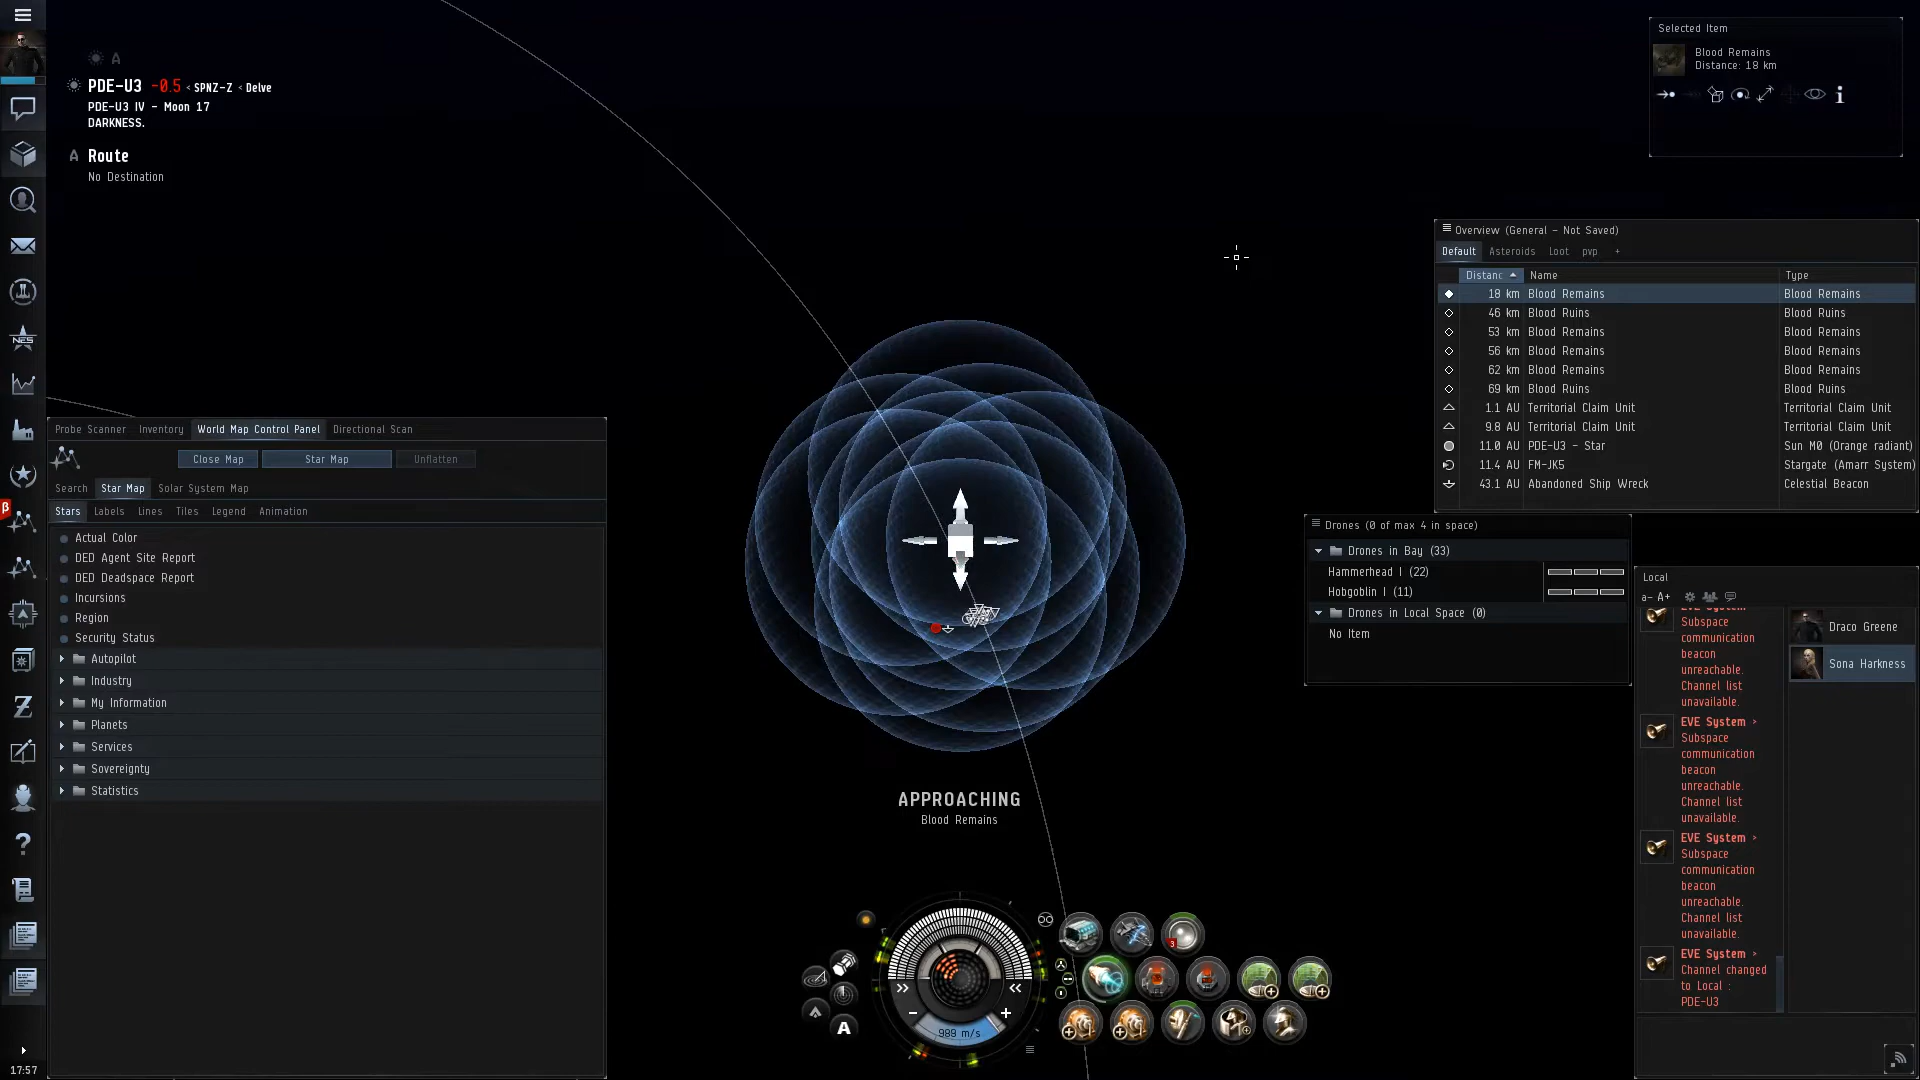 A
PDE-U3 -0.5 < SPNZ-Z < Delve
PDE-U3 IV - Moon 17
DARKNESS.
A Route
No Destination
Selected Item
Blood Remains
Distance: 18 km
Overview (General - Not Saved)
Default Asteroids Loot pvp +
Distanc Name Type
18 km Blood Remains Blood Remains
46 km Blood Ruins Blood Ruins
53 km Blood Remains Blood Remains
56 km Blood Remains Blood Remains
62 km Blood Remains Blood Remains
69 km Blood Ruins Blood Ruins
1.1 AU Territorial Claim Unit Territorial Claim Unit
9.8 AU Territorial Claim Unit Territorial Claim Unit
11.0 AU PDE-U3 - Star Sun M0 (Orange radiant)
11.4 AU FM-JK5 Stargate (Amarr System)
43.1 AU Abandoned Ship Wreck Celestial Beacon
Probe Scanner Inventory World Map Control Panel Directional Scan
Close Map Star Map Unflatten
Search Star Map Solar System Map
Stars Labels Lines Tiles Legend Animation
Actual Color
DED Agent Site Report
DED Deadspace Report
Incursions
Region
Security Status
Autopilot
Industry
My Information
Planets
Services
Sovereignty
Statistics
NES
β
Z
?
17:57
APPROACHING
Blood Remains
3
989 m/s
A
Drones (0 of max 4 in space)
Drones in Bay (33)
Hammerhead I (22)
Hobgoblin I (11)
Drones in Local Space (0)
No Item
Local
a- A+
EVE System >
Subspace
communication
beacon
unreachable.
Channel list
unavailable.
EVE System >
Subspace
communication
beacon
unreachable.
Channel list
unavailable.
EVE System >
Subspace
communication
beacon
unreachable.
Channel list
unavailable.
EVE System >
Channel changed
to Local :
PDE-U3
Draco Greene
Sona Harkness